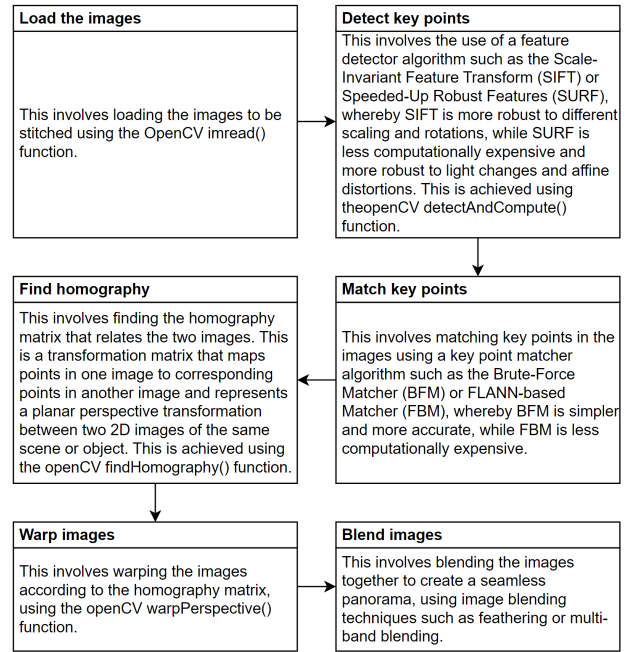 Load the images
This involves loading the images to be
stitched using the OpenCV imread()
function.
Detect key points
This involves the use of a feature
detector algorithm such as the Scale-
Invariant Feature Transform (SIFT) or
Speeded-Up Robust Features (SURF),
whereby SIFT is more robust to different
scaling and rotations, while SURF is
less computationally expensive and
more robust to light changes and affine
distortions. This is achieved using
theopenCV detectAndCompute()
function.
Match key points
This involves matching key points in the
images using a key point matcher
algorithm such as the Brute-Force
Matcher (BFM) or FLANN-based
Matcher (FBM), whereby BFM is simpler
and more accurate, while FBM is less
computationally expensive.
Find homography
This involves finding the homography
matrix that relates the two images. This
is a transformation matrix that maps
points in one image to corresponding
points in another image and represents
a planar perspective transformation
between two 2D images of the same
scene or object. This is achieved using
the openCV findHomography() function.
Warp images
This involves warping the images
according to the homography matrix,
using the openCV warpPerspective()
function.
Blend images
This involves blending the images
together to create a seamless
panorama, using image blending
techniques such as feathering or multi-
band blending.